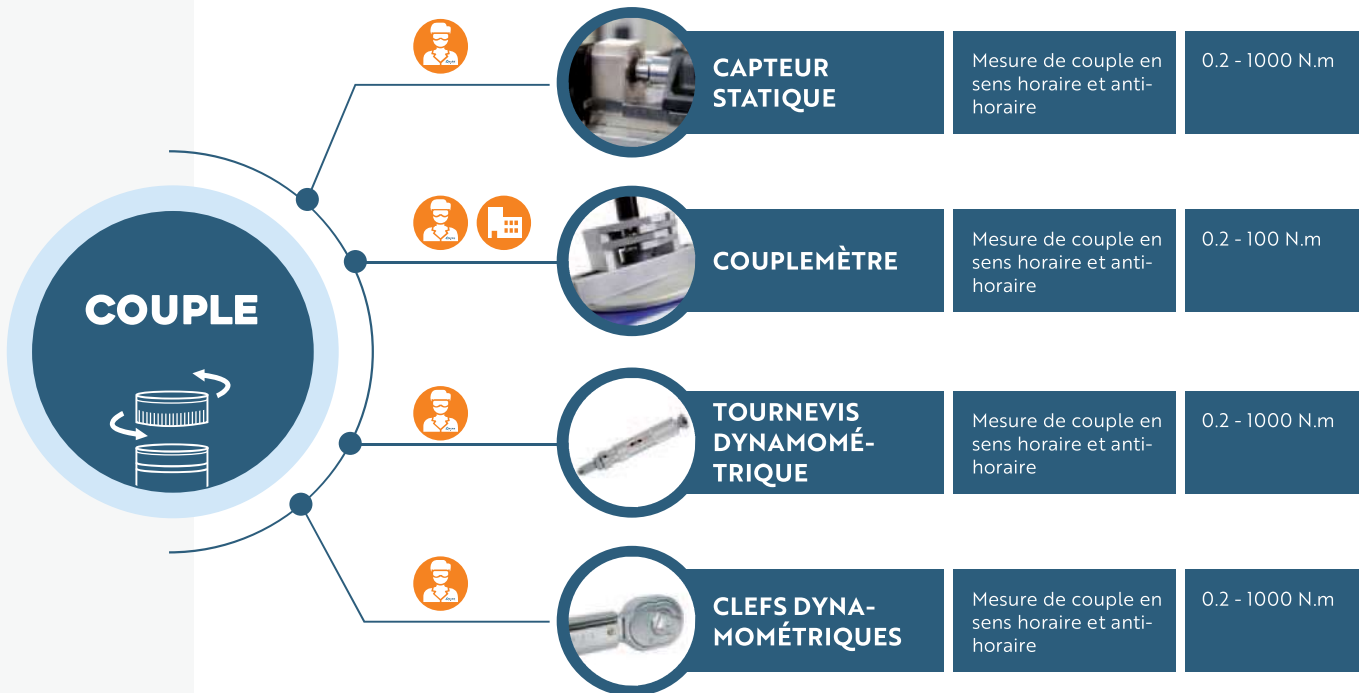 COUPLE
CAPTEUR
STATIQUE
Mesure de couple en
sens horaire et anti-
horaire
0.2 - 1000 N.m
COUPLEMÈTRE
Mesure de couple en
sens horaire et anti-
horaire
0.2 - 100 N.m
TOURNEVIS
DYNAMOMÉ-
TRIQUE
Mesure de couple en
sens horaire et anti-
horaire
0.2 - 1000 N.m
CLEFS DYNA-
MOMÉTRIQUES
Mesure de couple en
sens horaire et anti-
horaire
0.2 - 1000 N.m